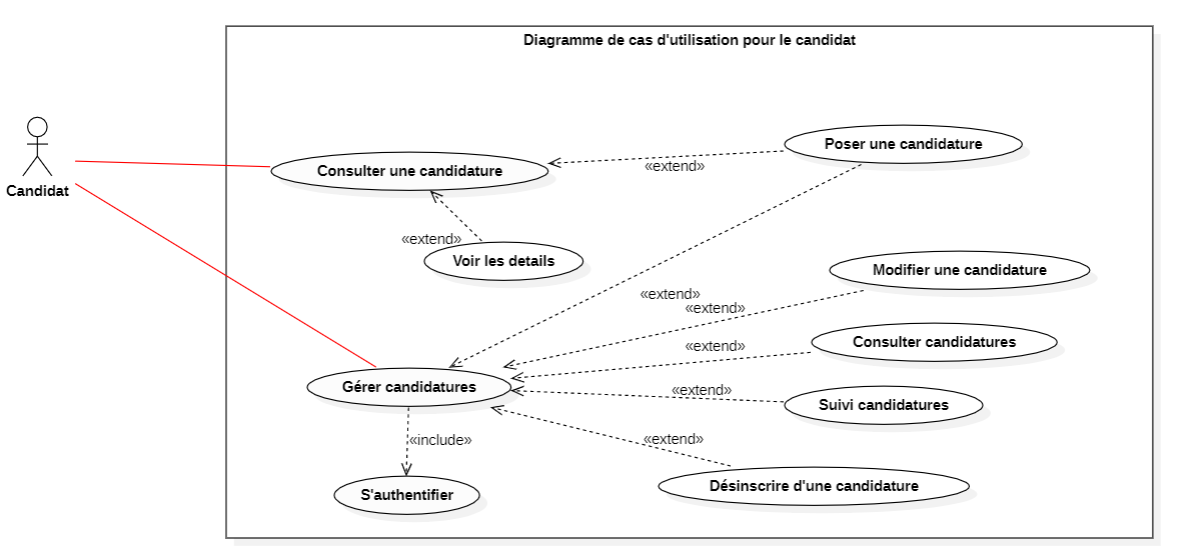 Diagramme de cas d'utilisation pour le candidat
Candidat
Consulter une candidature
«extend»
Poser une candidature
«extend»
Voir les details
«extend»
Modifier une candidature
«extend»
Consulter candidatures
«extend»
Gérer candidatures
«extend»
Suivi candidatures
«include»
«extend»
S'authentifier
Désinscrire d'une candidature